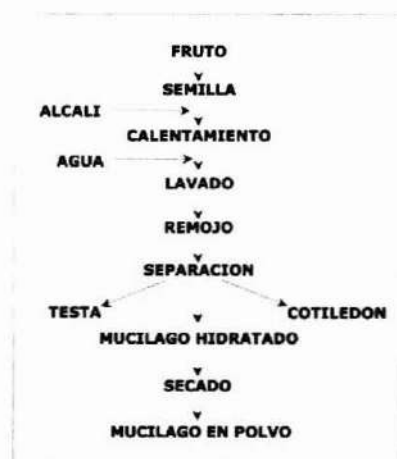 FRUTO
SEMILLA
ALCALI
CALENTAMIENTO
AGUA
LAVADO
REMOJO
SEPARACION
TESTA
COTILEDON
MUCILAGO HIDRATADO
SECADO
MUCILAGO EN POLVO